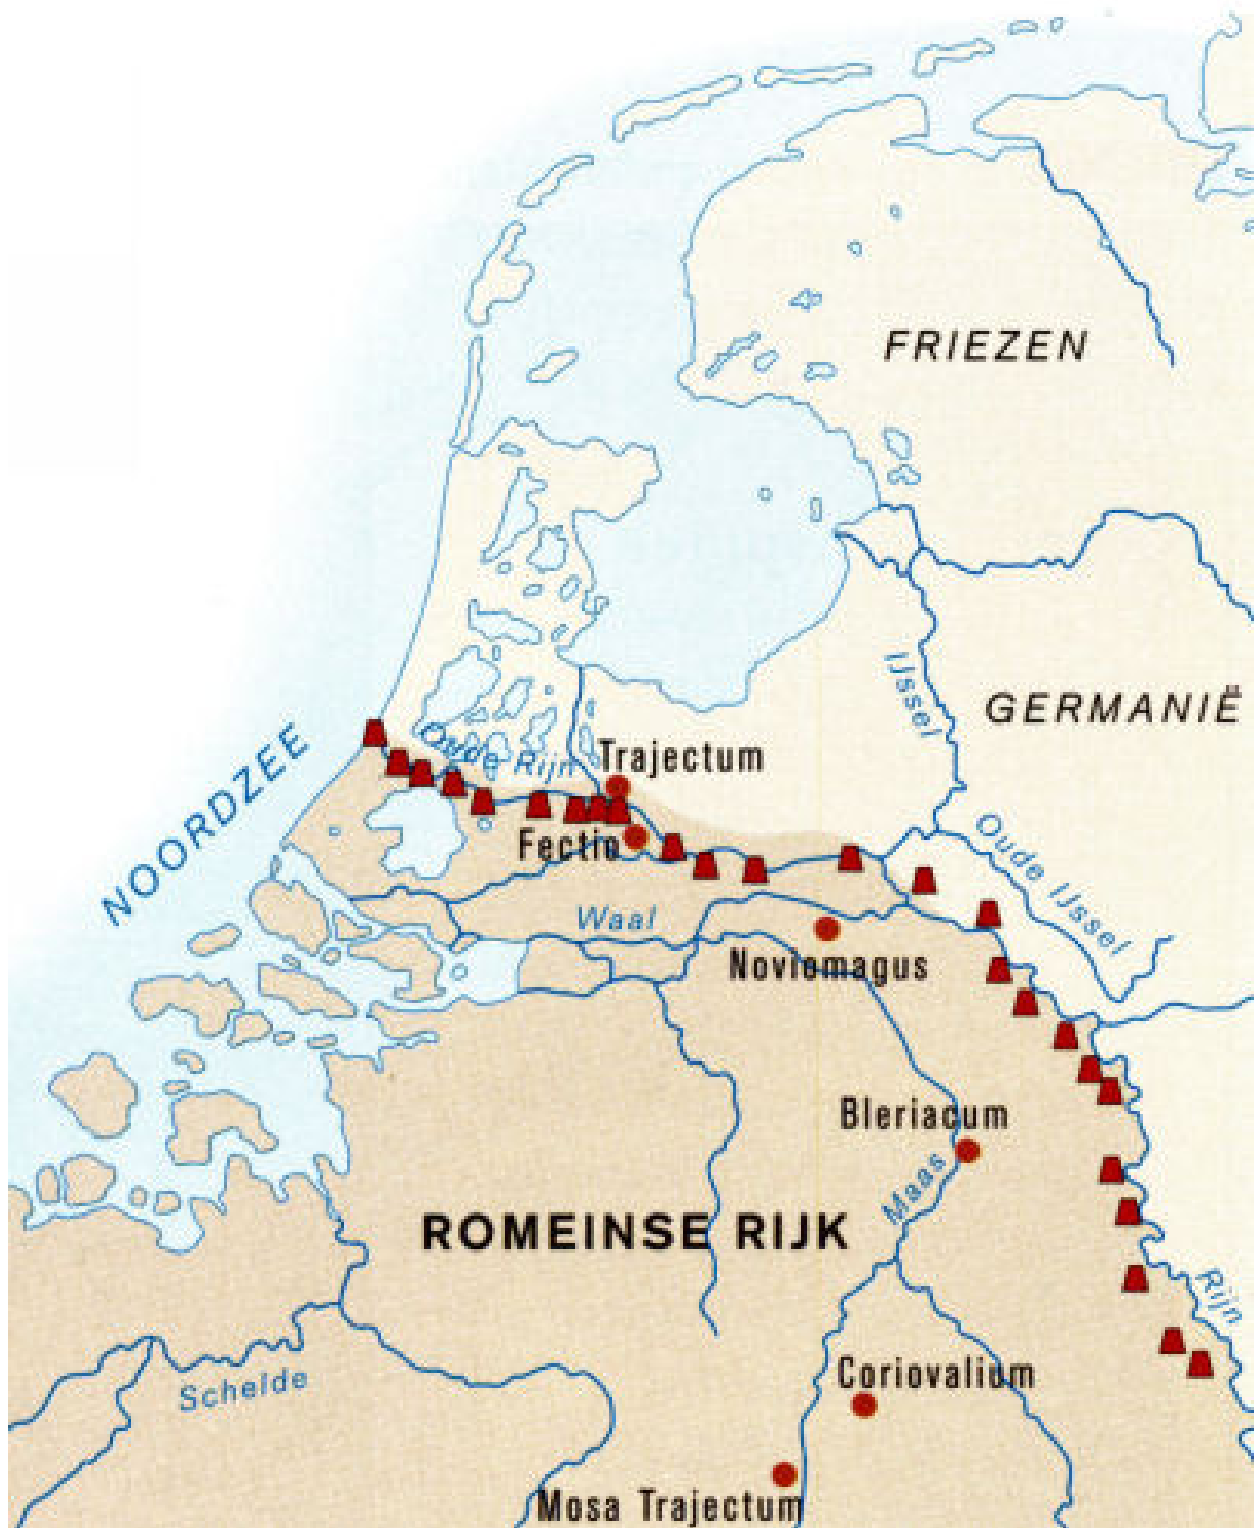 FRIEZEN
IJssel
GERMANIË
NOORDZEE
Oude Rijn
Trajectum
Fectio
Oude IJssel
Waal
Noviomagus
Bleriacum
Maas
ROMEINSE RIJK
Rijn
Schelde
Coriovalium
Mosa Trajectum